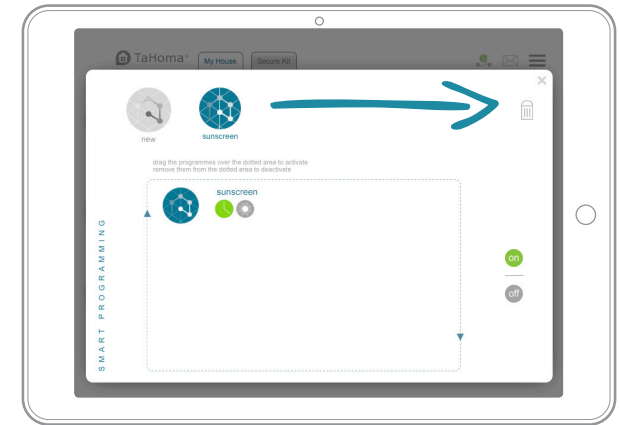 TaHoma®
My House
Secure Kit
new
sunscreen
drag the programmes over the dotted area to activate
remove them from the dotted area to deactivate
sunscreen
SMART PROGRAMMING
on
off